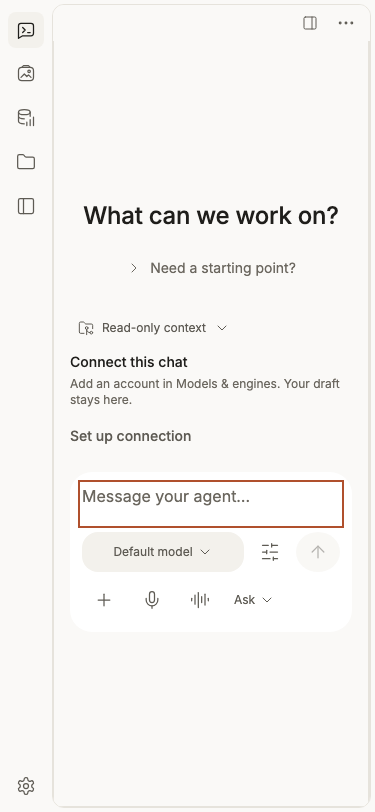 What can we work on?
Need a starting point?
Read-only context
Connect this chat
Add an account in Models & engines. Your draft
stays here.
Set up connection
Message your agent...
Default model
Ask